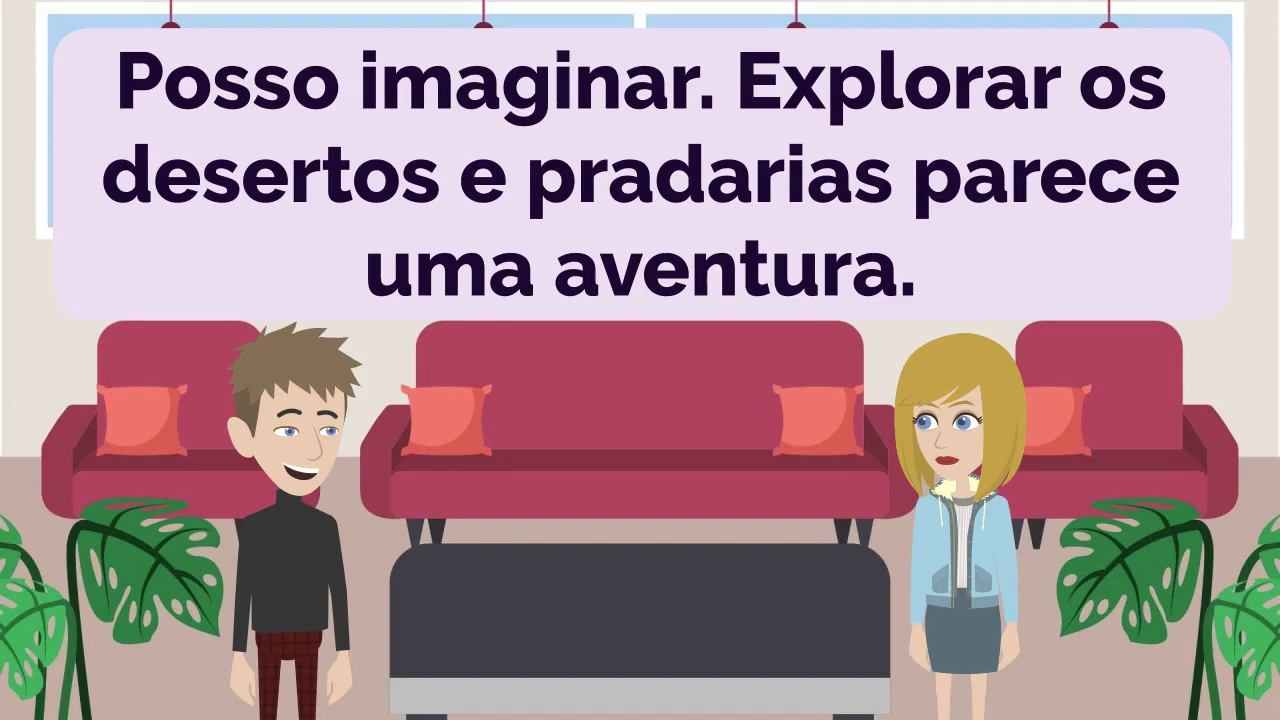 Posso imaginar. Explorar os
desertos e pradarias parece
uma aventura.